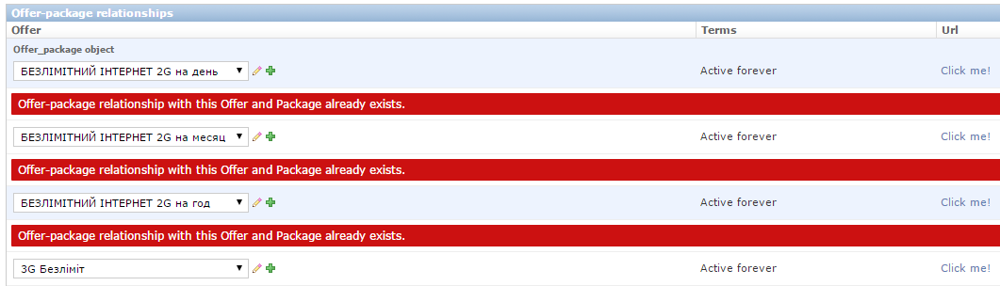 Offer-package relationships
Offer Terms Url
Offer_package object
БЕЗЛІМІТНИЙ ІНТЕРНЕТ 2G на день Active forever Click me!
Offer-package relationship with this Offer and Package already exists.
БЕЗЛІМІТНИЙ ІНТЕРНЕТ 2G на месяц Active forever Click me!
Offer-package relationship with this Offer and Package already exists.
БЕЗЛІМІТНИЙ ІНТЕРНЕТ 2G на год Active forever Click me!
Offer-package relationship with this Offer and Package already exists.
3G Безліміт Active forever Click me!